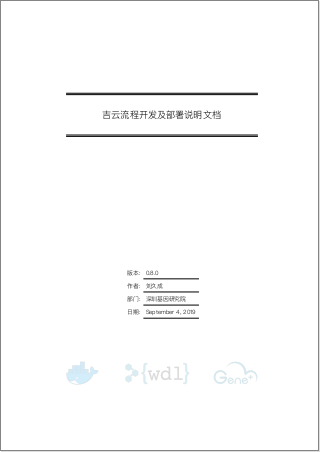 吉云流程开发及部署说明文档
版本: 0.8.0
作者: 刘久成
部门: 深圳基因研究院
日期: September 4, 2019
{wdl}
Gene+